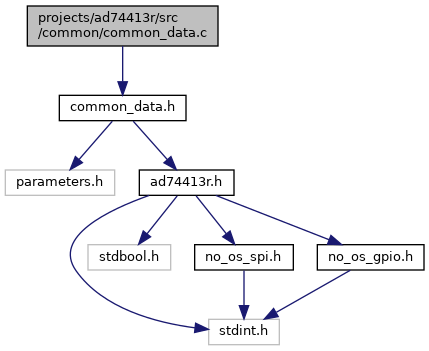 projects/ad74413r/src
/common/common_data.c
common_data.h
parameters.h
ad74413r.h
stdbool.h
no_os_spi.h
no_os_gpio.h
stdint.h